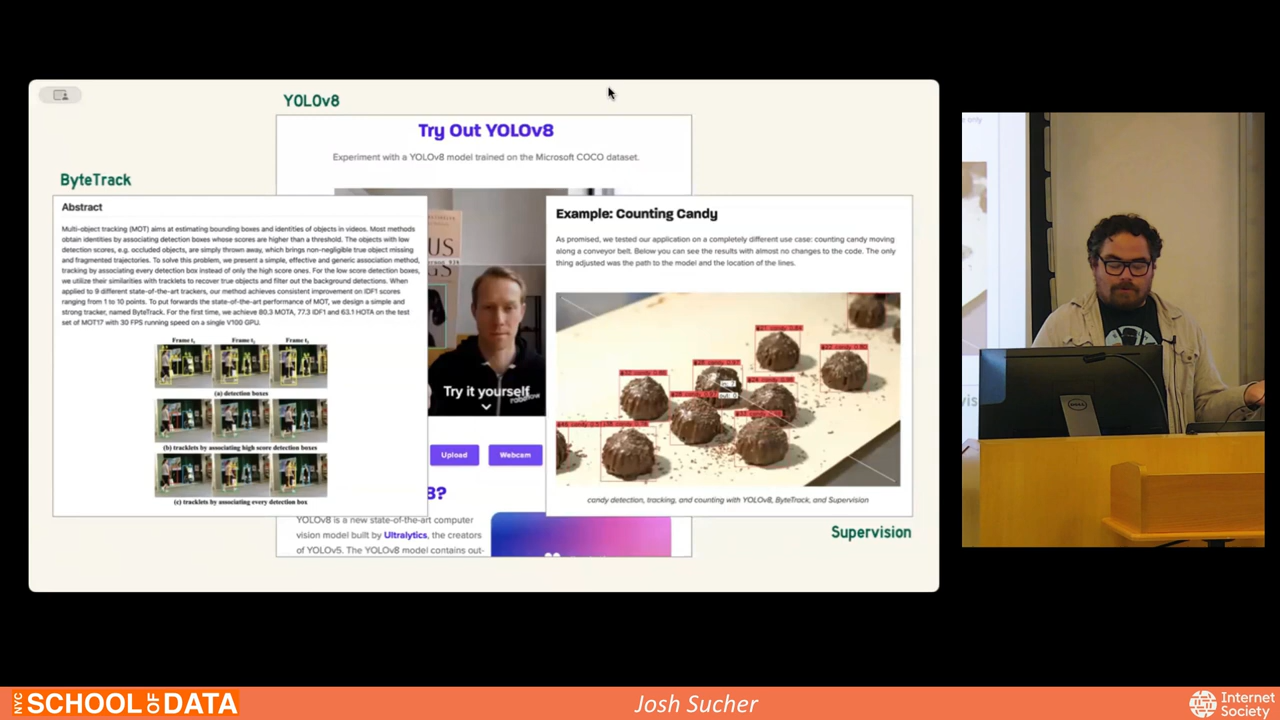 YOLOv8
Try Out YOLOv8
Experiment with a YOLOv8 model trained on the Microsoft COCO dataset.
ByteTrack
Abstract
Multi-object tracking (MOT) aims at estimating bounding boxes and identities of objects in videos. Most methods
obtain identities by associating detection boxes whose scores are higher than a threshold. The objects with low
detection scores, e.g. occluded objects, are simply thrown away, which brings non-negligible true object missing
and fragmented trajectories. To solve this problem, we present a simple, effective and generic association method,
tracking by associating every detection box instead of only the high score ones. For the low score detection boxes,
we utilize their similarities with tracklets to recover true objects and filter out the background detections. When
applied to 9 different state-of-the-art trackers, our method achieves consistent improvement on IDF1 scores
ranging from 1 to 10 points. To put forwards the state-of-the-art performance of MOT, we design a simple and
strong tracker, named ByteTrack. For the first time, we achieve 80.3 MOTA, 77.3 IDF1 and 63.1 HOTA on the test
set of MOT17 with 30 FPS running speed on a single V100 GPU.
Frame t₁ Frame t₂ Frame t₃
(a) detection boxes
(b) tracklets by associating high score detection boxes
(c) tracklets by associating every detection box
US
GS
Try it yourself
roboflow
Upload
Webcam
8?
YOLOv8 is a new state-of-the-art computer
vision model built by Ultralytics, the creators
of YOLOv5. The YOLOv8 model contains out-
Example: Counting Candy
As promised, we tested our application on a completely different use case: counting candy moving
along a conveyor belt. Below you can see the results with almost no changes to the code. The only
thing adjusted was the path to the model and the location of the lines.
candy detection, tracking, and counting with YOLOv8, ByteTrack, and Supervision
Supervision
DELL
NYC SCHOOL OF DATA
Josh Sucher
Internet
Society